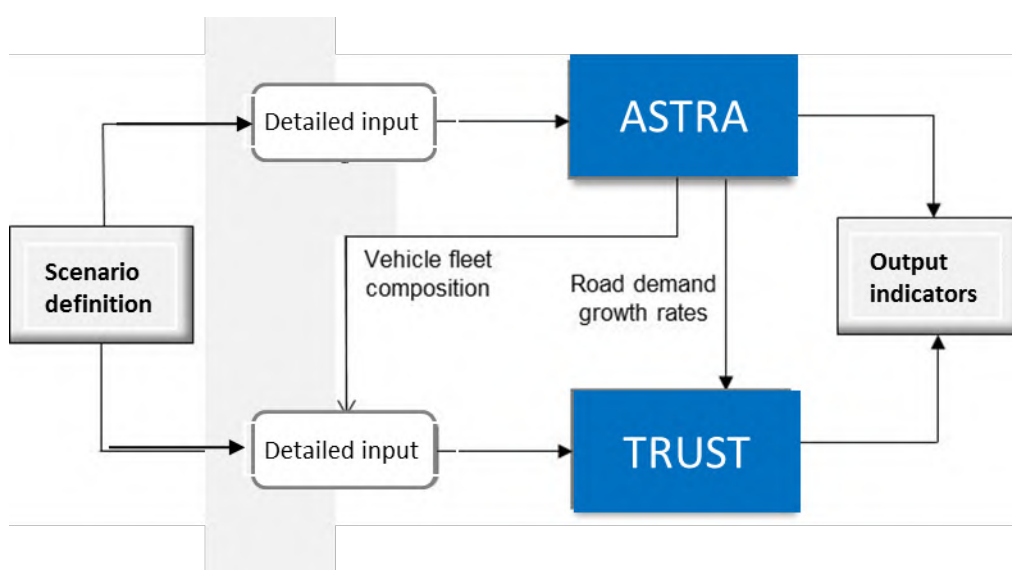 Detailed input
ASTRA
Scenario
definition
Vehicle fleet
composition
Road demand
growth rates
Output
indicators
Detailed input
TRUST